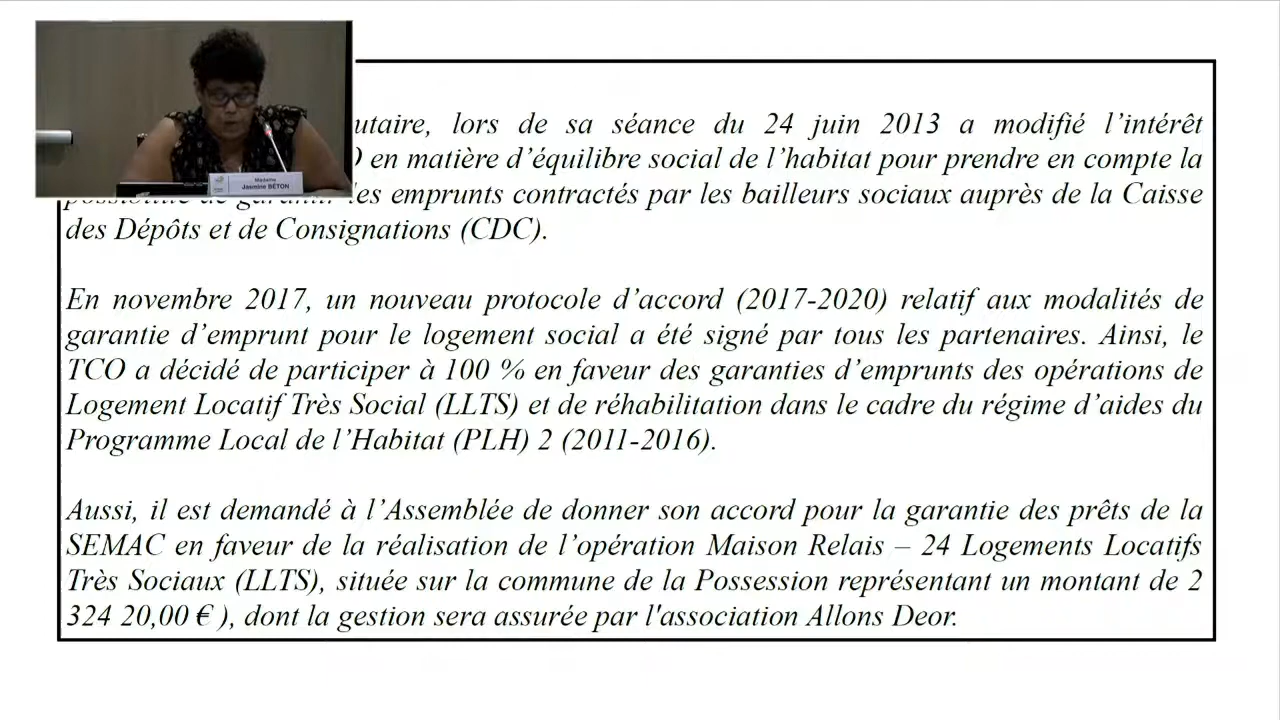 Madame
Jasmine BÉTON
utaire, lors de sa séance du 24 juin 2013 a modifié l’intérêt
en matière d’équilibre social de l’habitat pour prendre en compte la
possibilité de garantir les emprunts contractés par les bailleurs sociaux auprès de la Caisse
des Dépôts et de Consignations (CDC).
En novembre 2017, un nouveau protocole d’accord (2017-2020) relatif aux modalités de
garantie d’emprunt pour le logement social a été signé par tous les partenaires. Ainsi, le
TCO a décidé de participer à 100 % en faveur des garanties d’emprunts des opérations de
Logement Locatif Très Social (LLTS) et de réhabilitation dans le cadre du régime d’aides du
Programme Local de l’Habitat (PLH) 2 (2011-2016).
Aussi, il est demandé à l’Assemblée de donner son accord pour la garantie des prêts de la
SEMAC en faveur de la réalisation de l’opération Maison Relais – 24 Logements Locatifs
Très Sociaux (LLTS), située sur la commune de la Possession représentant un montant de 2
324 20,00 € ), dont la gestion sera assurée par l'association Allons Deor.